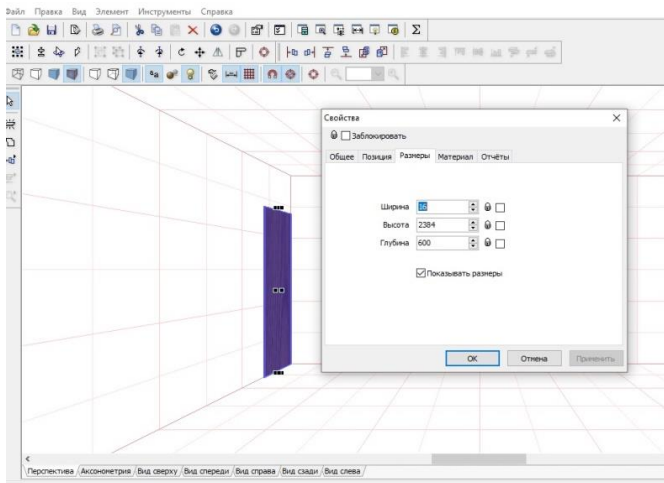 Файл Правка Вид Элемент Инструменты Справка
Свойства
Заблокировать
Общее Позиция Размеры Материал Отчёты
Ширина 16
Высота 2384
Глубина 600
Показывать размеры
ОК Отмена Применить
Перспектива Аксонометрия Вид сверху Вид спереди Вид справа Вид сзади Вид слева